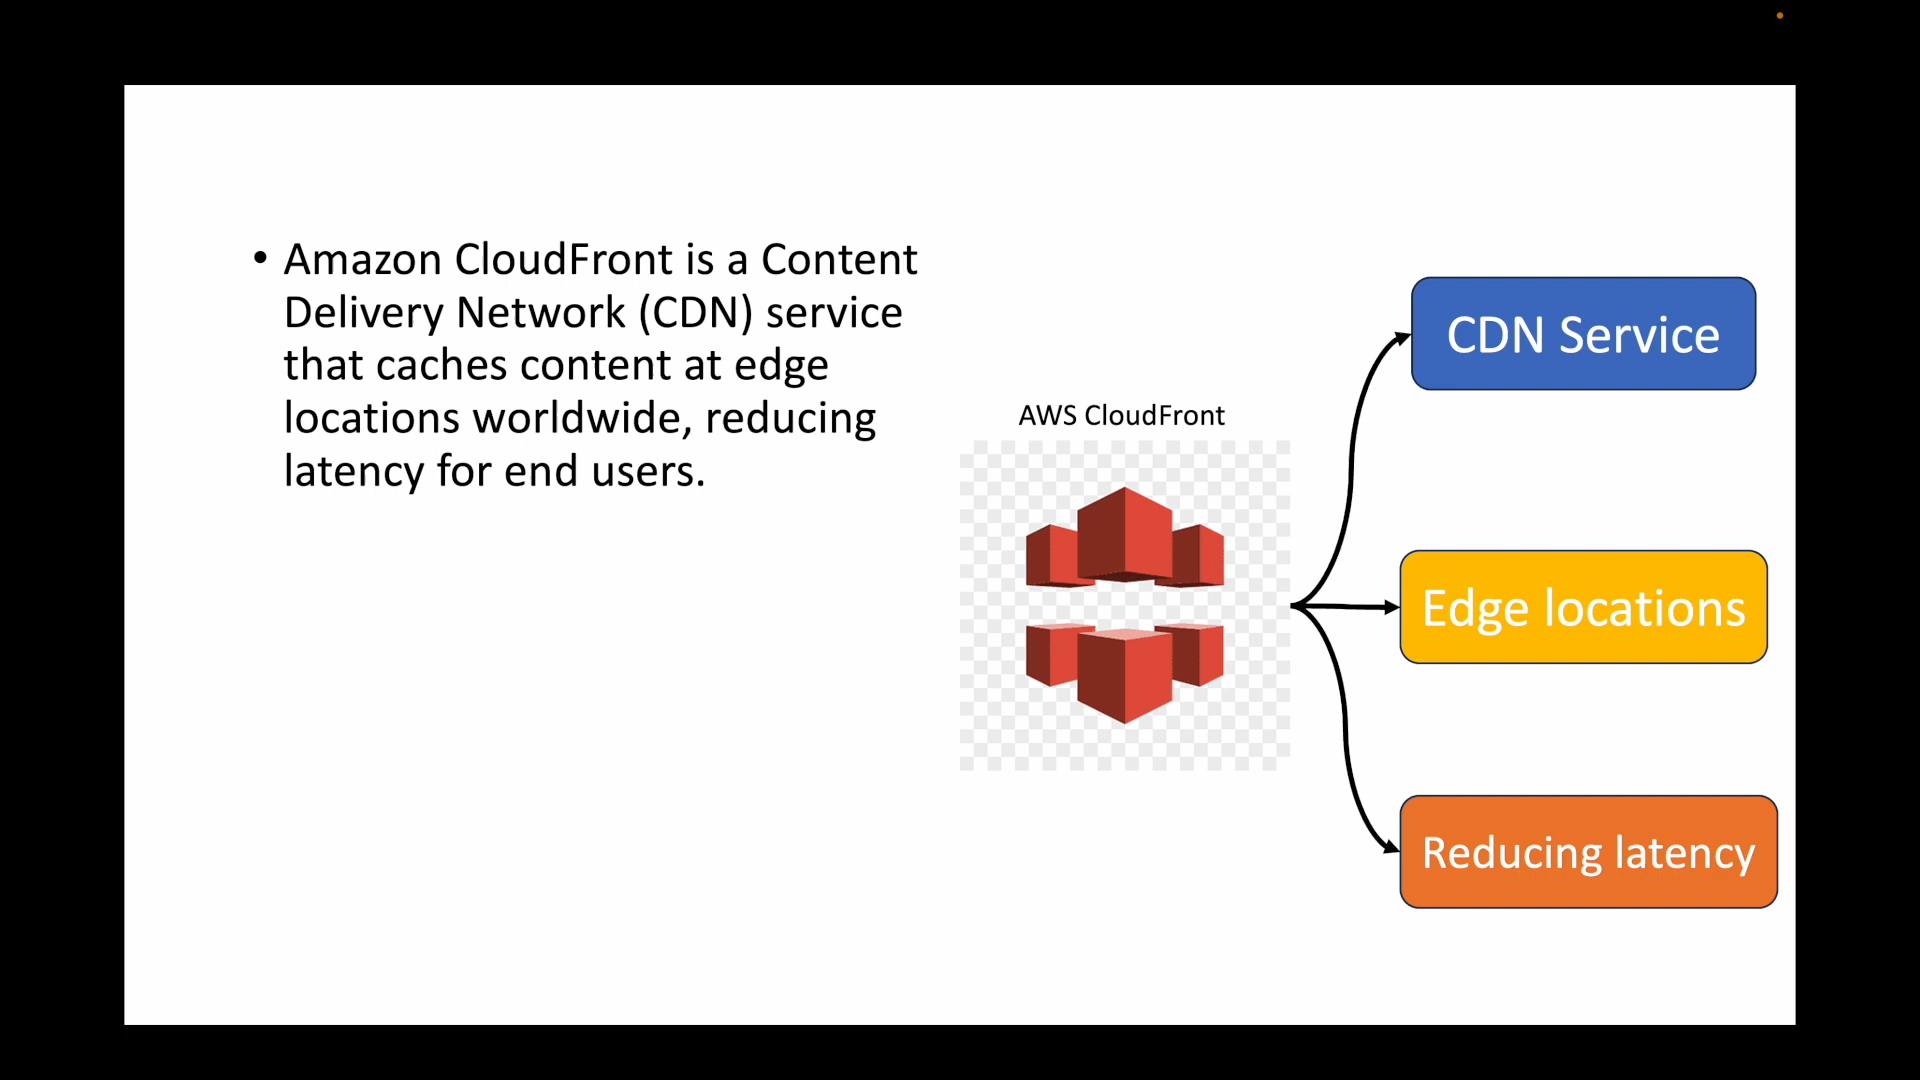 • Amazon CloudFront is a Content
Delivery Network (CDN) service
that caches content at edge
locations worldwide, reducing
latency for end users.
AWS CloudFront
CDN Service
Edge locations
Reducing latency